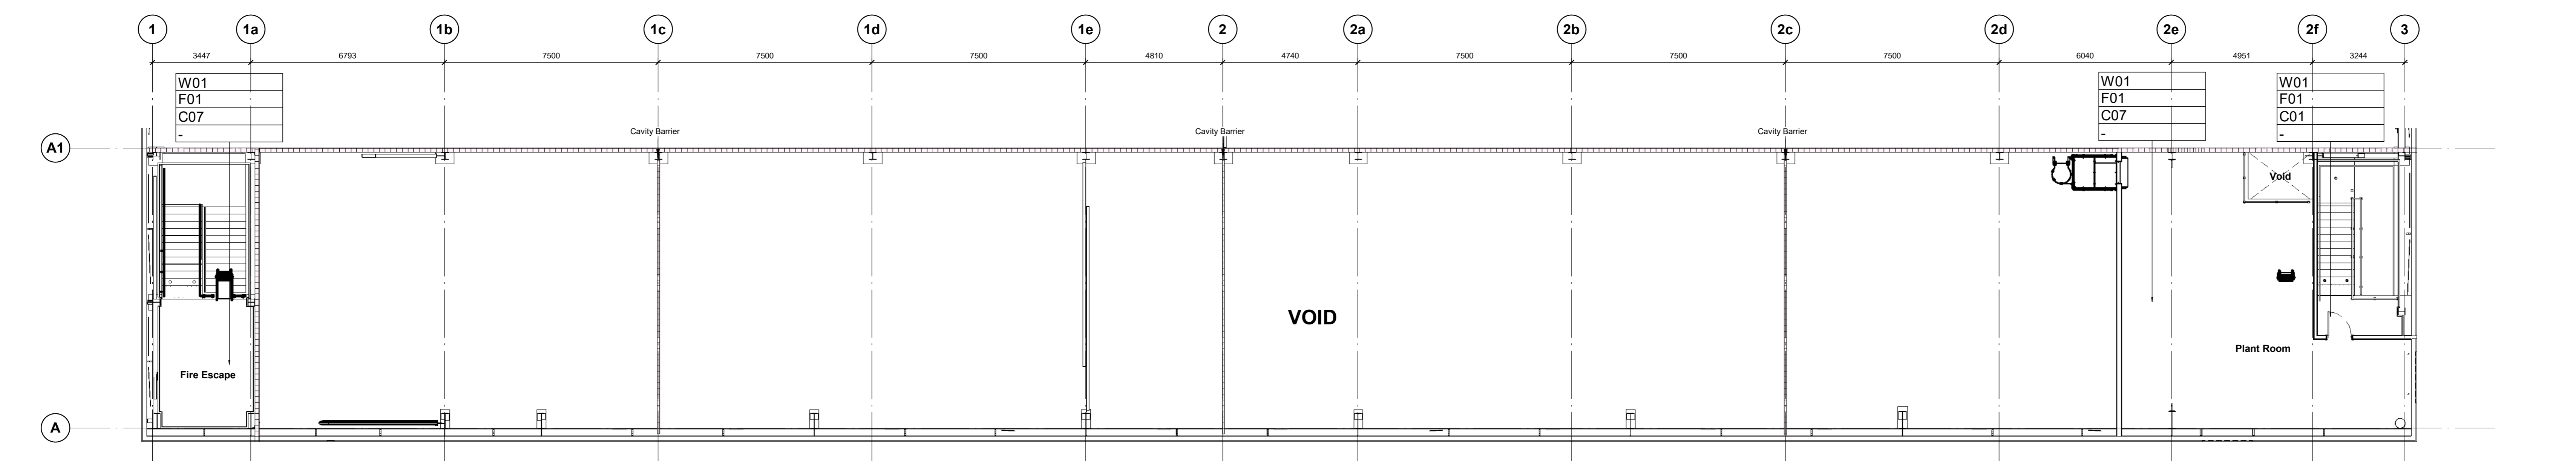 1 1a 1b 1c 1d 1e 2 2a 2b 2c 2d 2e 2f 3
3447 6793 7500 7500 7500 4810 4740 7500 7500 7500 6040 4951 3244
W01
F01
C07
-
W01
F01
C07
-
W01
F01
C01
-
Cavity Barrier Cavity Barrier Cavity Barrier
A1
Void
VOID
Plant Room
Fire Escape
A